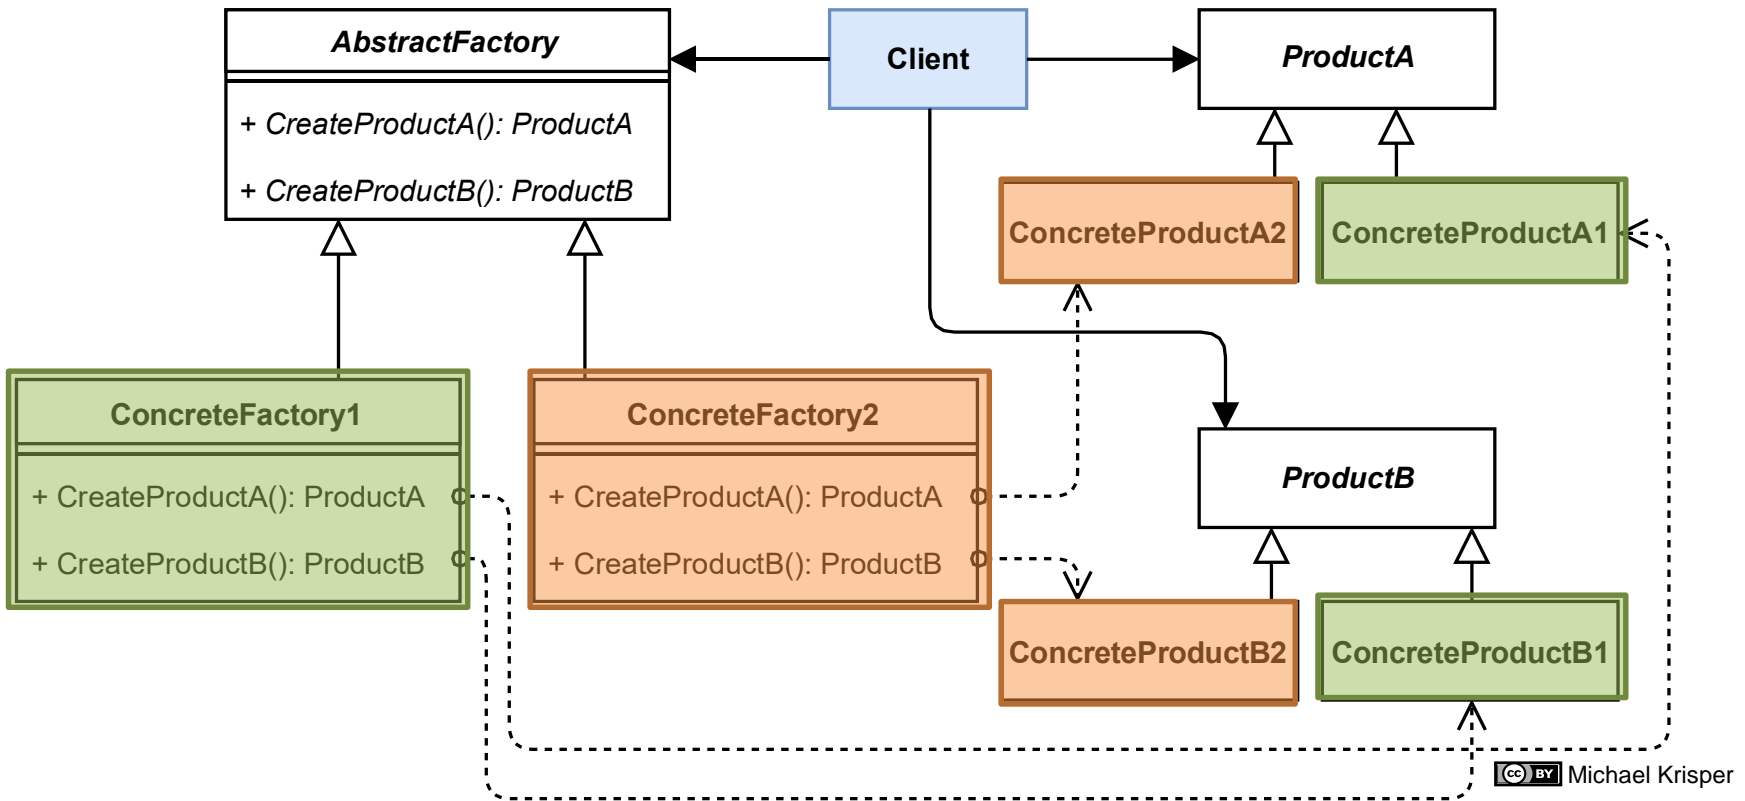 AbstractFactory
+ CreateProductA(): ProductA
+ CreateProductB(): ProductB
Client
ProductA
ConcreteProductA2
ConcreteProductA1
ConcreteFactory1
+ CreateProductA(): ProductA
+ CreateProductB(): ProductB
ConcreteFactory2
+ CreateProductA(): ProductA
+ CreateProductB(): ProductB
ProductB
ConcreteProductB2
ConcreteProductB1
cc BY Michael Krisper